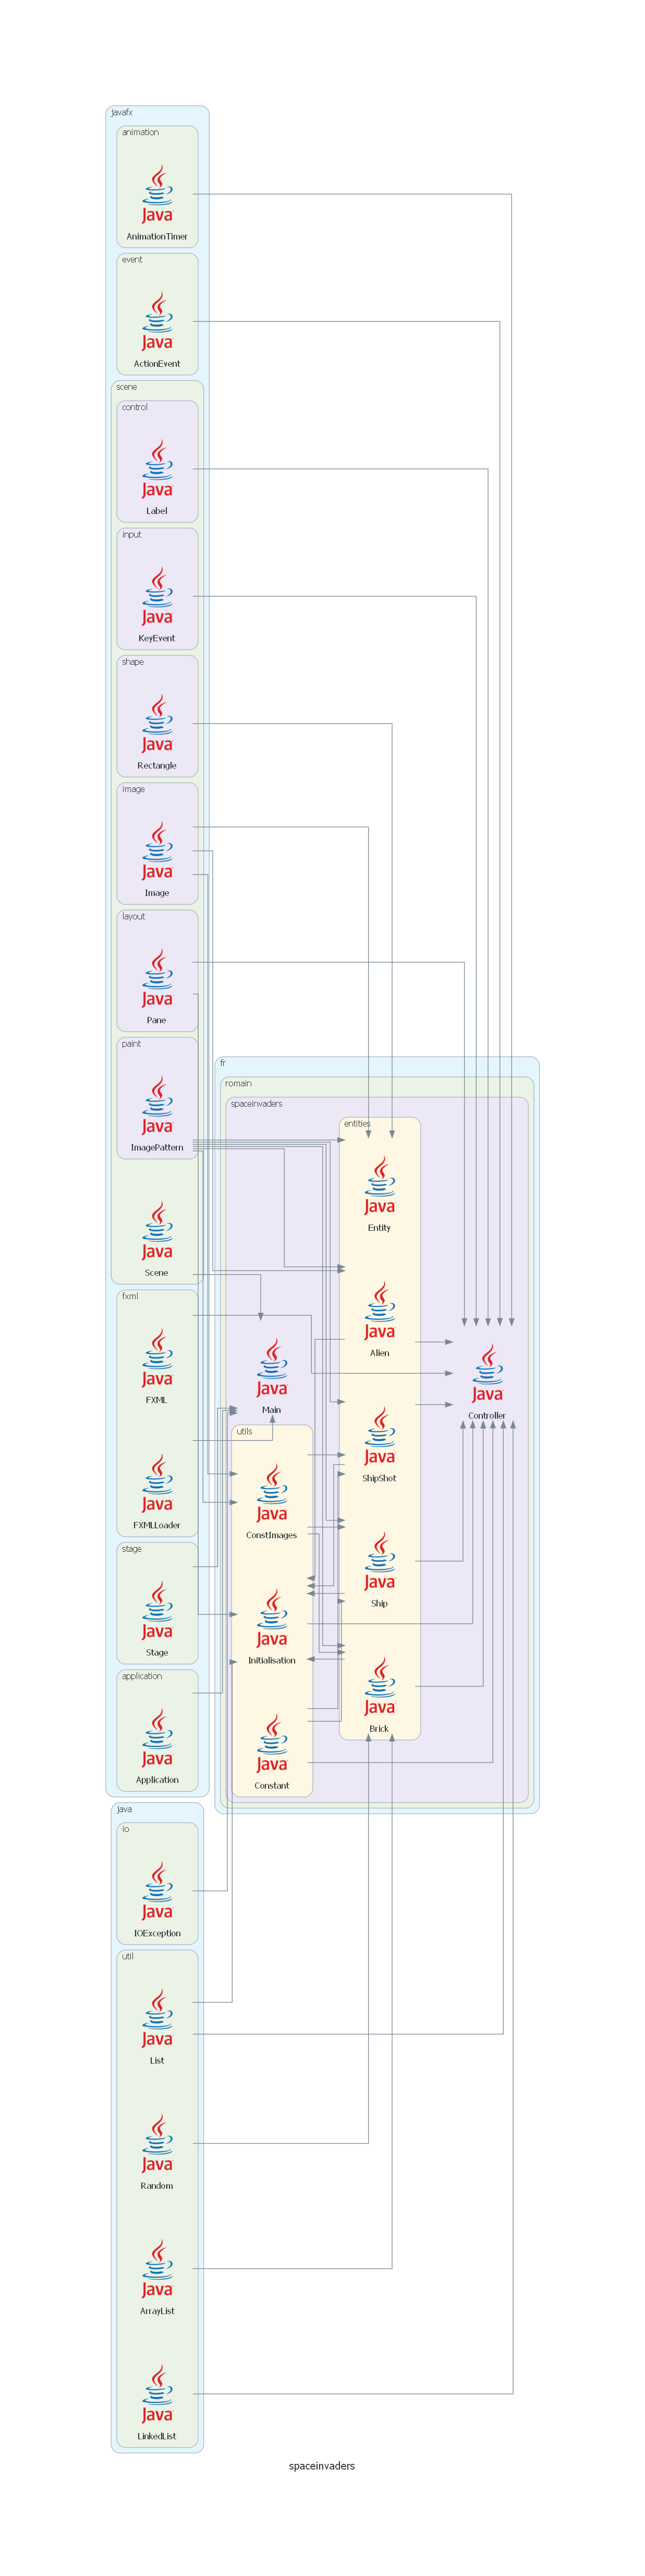 javafx
animation
Java
AnimationTimer
event
Java
ActionEvent
scene
control
Java
Label
input
Java
KeyEvent
shape
Java
Rectangle
image
Java
Image
layout
Java
Pane
paint
Java
ImagePattern
Java
Scene
fxml
Java
FXML
Java
FXMLLoader
stage
Java
Stage
application
Java
Application
fr
romain
spaceinvaders
entities
Java
Entity
Java
Alien
Java
ShipShot
Java
Ship
Java
Brick
Java
Main
utils
Java
ConstImages
Java
Initialisation
Java
Constant
Java
Controller
java
io
Java
IOException
util
Java
List
Java
Random
Java
ArrayList
Java
LinkedList
spaceinvaders